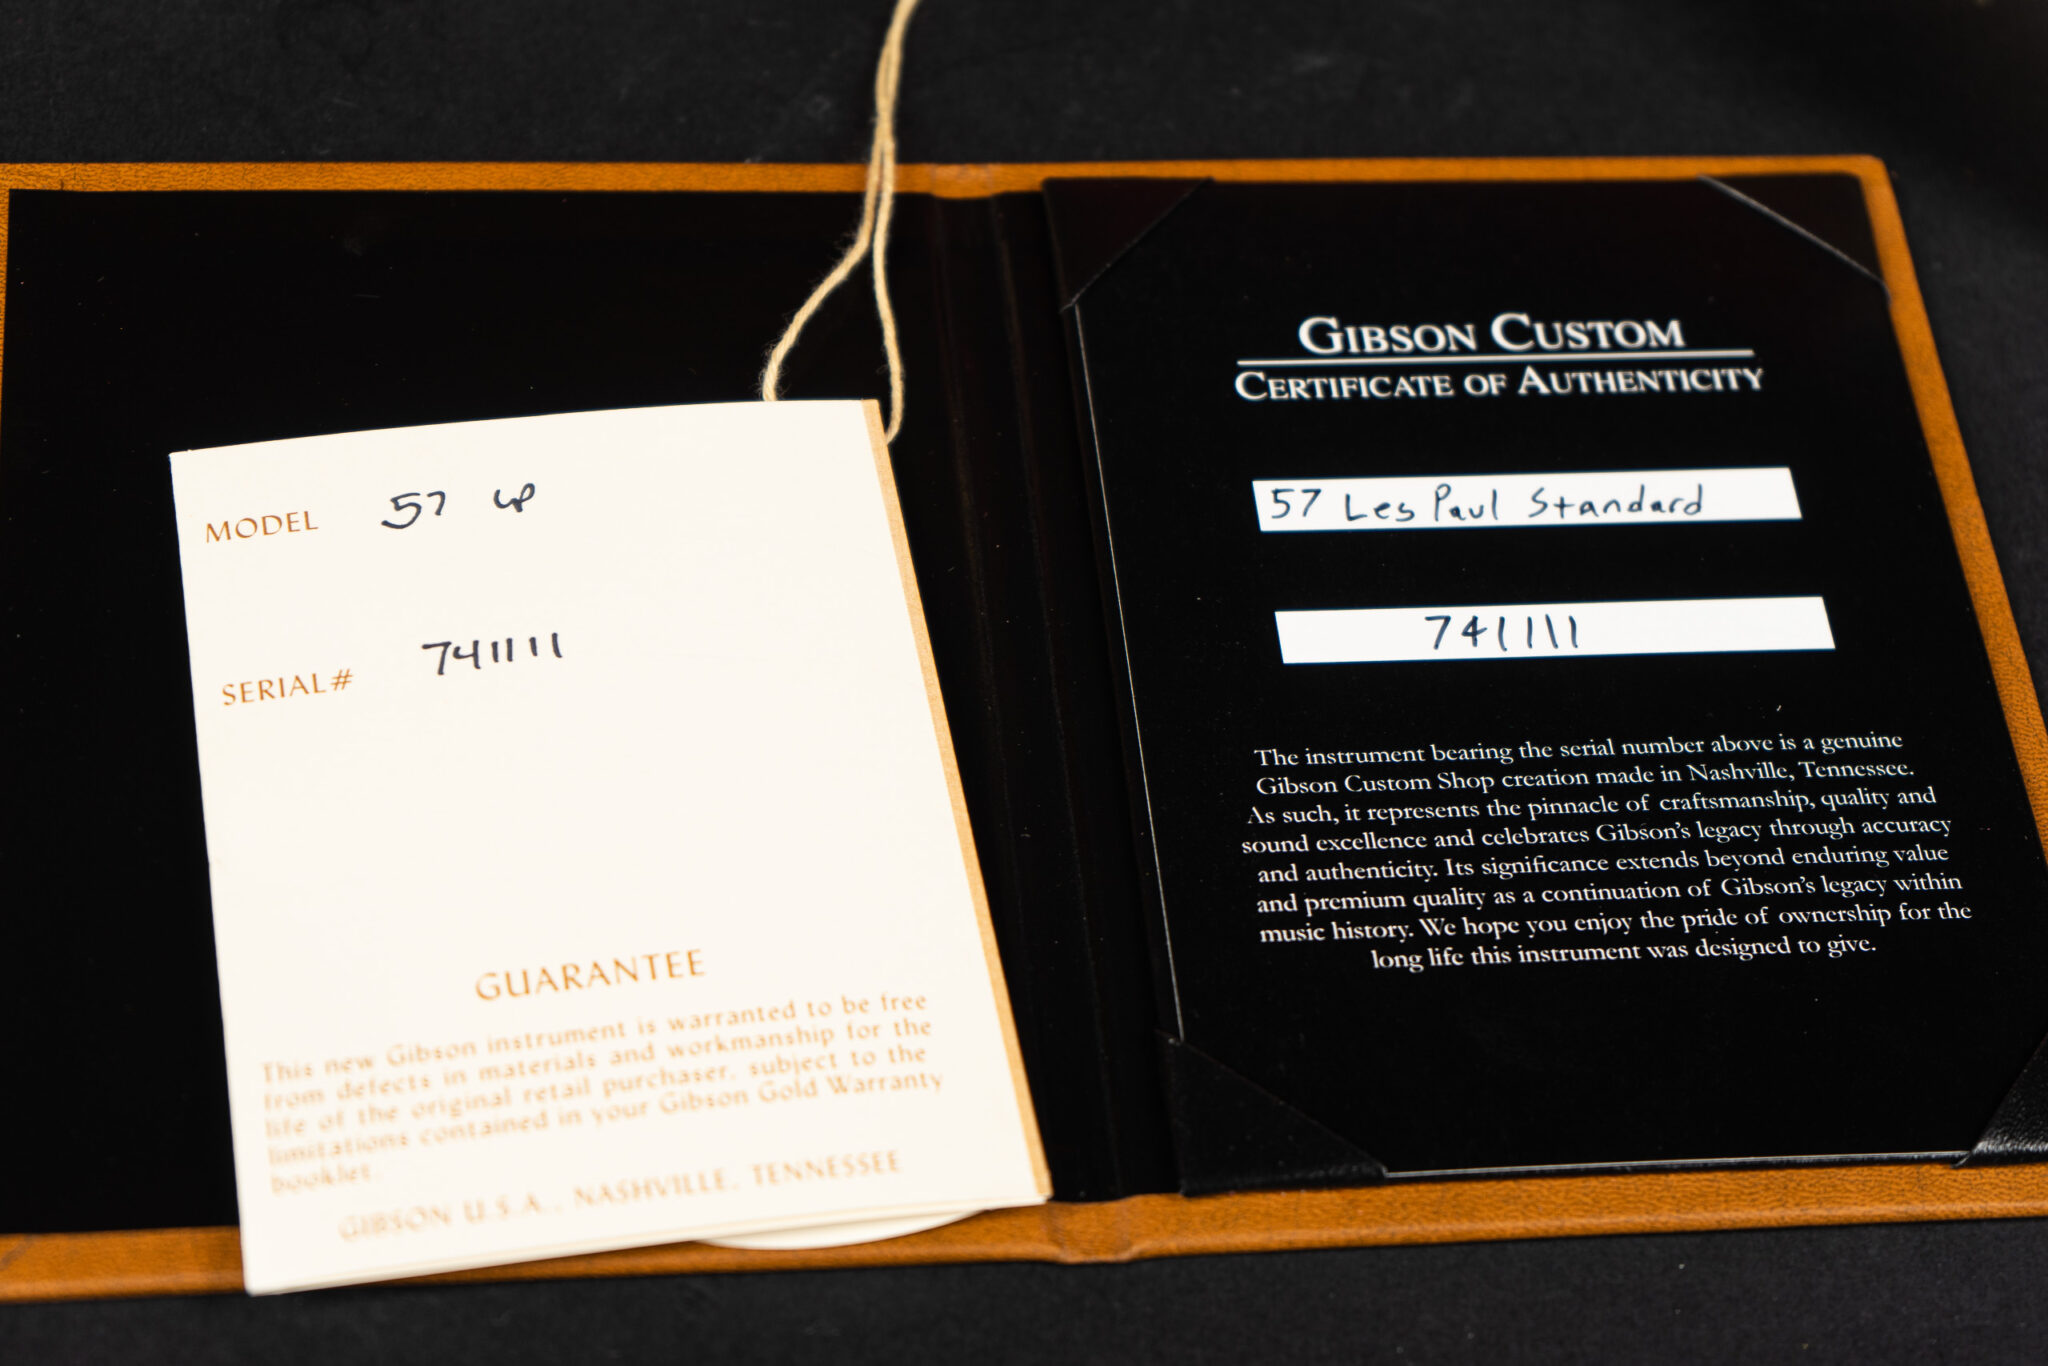 MODEL 57 LP
SERIAL# 741111
GUARANTEE
This new Gibson instrument is warranted to be free
from defects in materials and workmanship for the
life of the original retail purchaser, subject to the
limitations contained in your Gibson Gold Warranty
booklet.
GIBSON U.S.A., NASHVILLE, TENNESSEE
GIBSON CUSTOM
CERTIFICATE OF AUTHENTICITY
57 Les Paul Standard
741111
The instrument bearing the serial number above is a genuine
Gibson Custom Shop creation made in Nashville, Tennessee.
As such, it represents the pinnacle of craftsmanship, quality and
sound excellence and celebrates Gibson's legacy through accuracy
and authenticity. Its significance extends beyond enduring value
and premium quality as a continuation of Gibson's legacy within
music history. We hope you enjoy the pride of ownership for the
long life this instrument was designed to give.